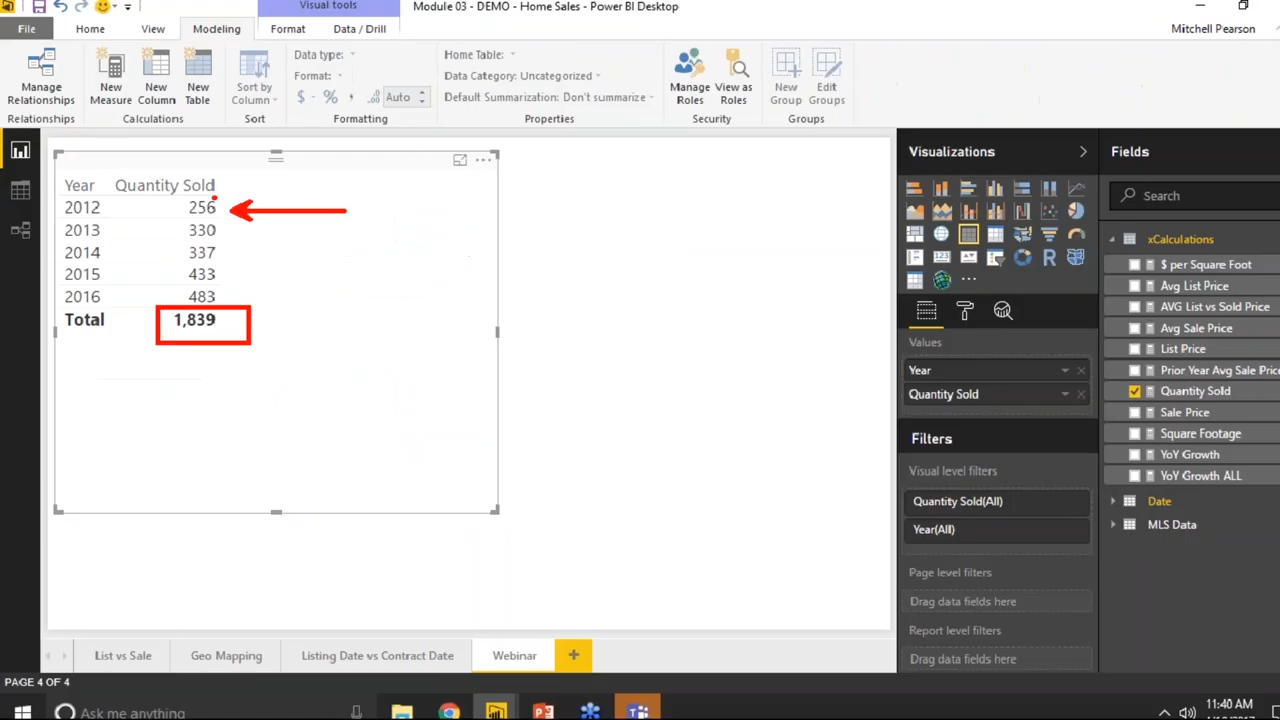 Visual tools
Module 03 - DEMO - Home Sales - Power BI Desktop
File
Home
View
Modeling
Format
Data / Drill
Mitchell Pearson
Manage Relationships
Relationships
New Measure
New Column
New Table
Calculations
Sort by Column
Sort
Data type:
Format:
$ % , .00 Auto
Formatting
Home Table:
Data Category: Uncategorized
Default Summarization: Don't summarize
Properties
Manage Roles
View as Roles
Security
New Group
Edit Groups
Groups
Year Quantity Sold
2012 256
2013 330
2014 337
2015 433
2016 483
Total 1,839
Visualizations
R
Values
Year
Quantity Sold
Filters
Visual level filters
Quantity Sold(All)
Year(All)
Page level filters
Drag data fields here
Report level filters
Drag data fields here
Fields
Search
xCalculations
$ per Square Foot
Avg List Price
AVG List vs Sold Price
Avg Sale Price
List Price
Prior Year Avg Sale Price
Quantity Sold
Sale Price
Square Footage
YoY Growth
YoY Growth ALL
Date
MLS Data
List vs Sale
Geo Mapping
Listing Date vs Contract Date
Webinar
+
PAGE 4 OF 4
Ask me anything
11:40 AM